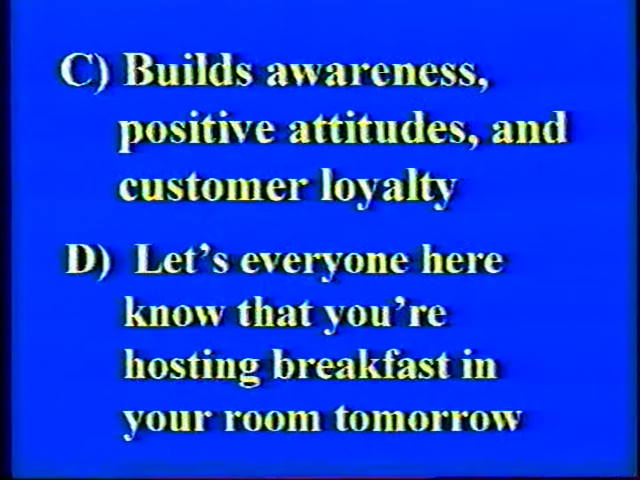 C) Builds awareness,
positive attitudes, and
customer loyalty
D) Let's everyone here
know that you're
hosting breakfast in
your room tomorrow